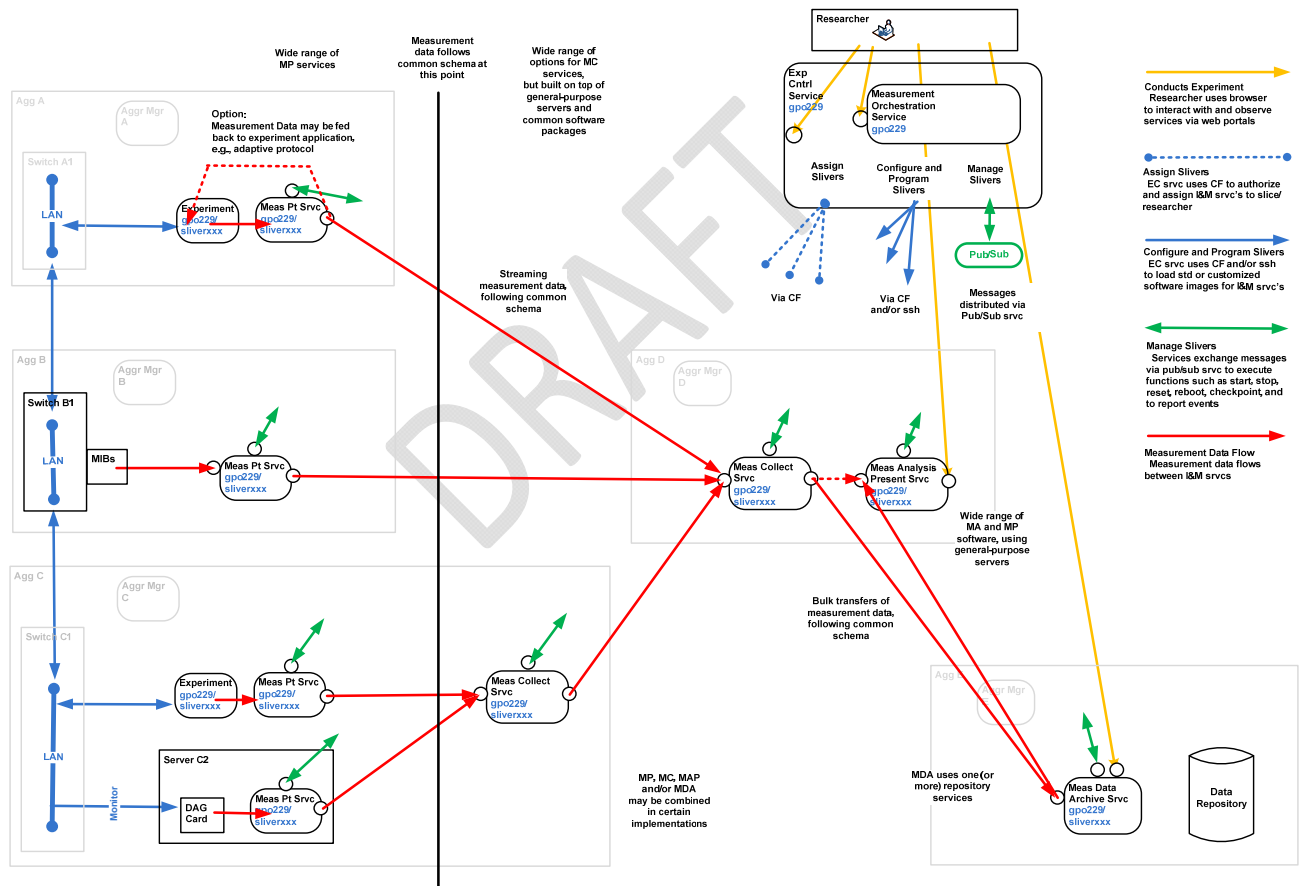 Researcher
Measurement
data follows
common schema at
this point
Wide range of
MP services
Wide range of
options for MC
services,
but built on top of
general-purpose
servers and
common software
packages
Exp
Cntrl
Service
gpo229
Measurement
Orchestration
Service
gpo229
Assign
Slivers
Configure and
Program
Slivers
Manage
Slivers
Pub/Sub
Via CF
Via CF
and/or ssh
Messages
distributed via
Pub/Sub srvc
Conducts Experiment
Researcher uses browser
to interact with and observe
services via web portals
Assign Slivers
EC srvc uses CF to authorize
and assign I&M srvc's to slice/
researcher
Configure and Program Slivers
EC srvc uses CF and/or ssh
to load std or customized
software images for I&M srvc's
Manage Slivers
Services exchange messages
via pub/sub srvc to execute
functions such as start, stop,
reset, reboot, checkpoint, and
to report events
Measurement Data Flow
Measurement data flows
between I&M srvcs
DRAFT
Agg A
Aggr Mgr
A
Option:
Measurement Data may be fed
back to experiment application,
e.g., adaptive protocol
Switch A1
LAN
Experiment
gpo229/
sliverxxx
Meas Pt Srvc
gpo229/
sliverxxx
Streaming
measurement data,
following common
schema
Agg B
Aggr Mgr
B
Switch B1
LAN
MIBs
Meas Pt Srvc
gpo229/
sliverxxx
Agg D
Aggr Mgr
D
Meas Collect
Srvc
gpo229/
sliverxxx
Meas Analysis
Present Srvc
gpo229/
sliverxxx
Wide range of
MA and MP
software, using
general-purpose
servers
Agg C
Aggr Mgr
C
Switch C1
LAN
Experiment
gpo229/
sliverxxx
Meas Pt Srvc
gpo229/
sliverxxx
Meas Collect
Srvc
gpo229/
sliverxxx
Bulk transfers of
measurement data,
following common
schema
Server C2
Monitor
DAG
Card
Meas Pt Srvc
gpo229/
sliverxxx
MP, MC, MAP
and/or MDA
may be combined
in certain
implementations
Agg
Aggr Mgr
MDA uses one (or
more) repository
services
Meas Data
Archive Srvc
gpo229/
sliverxxx
Data
Repository